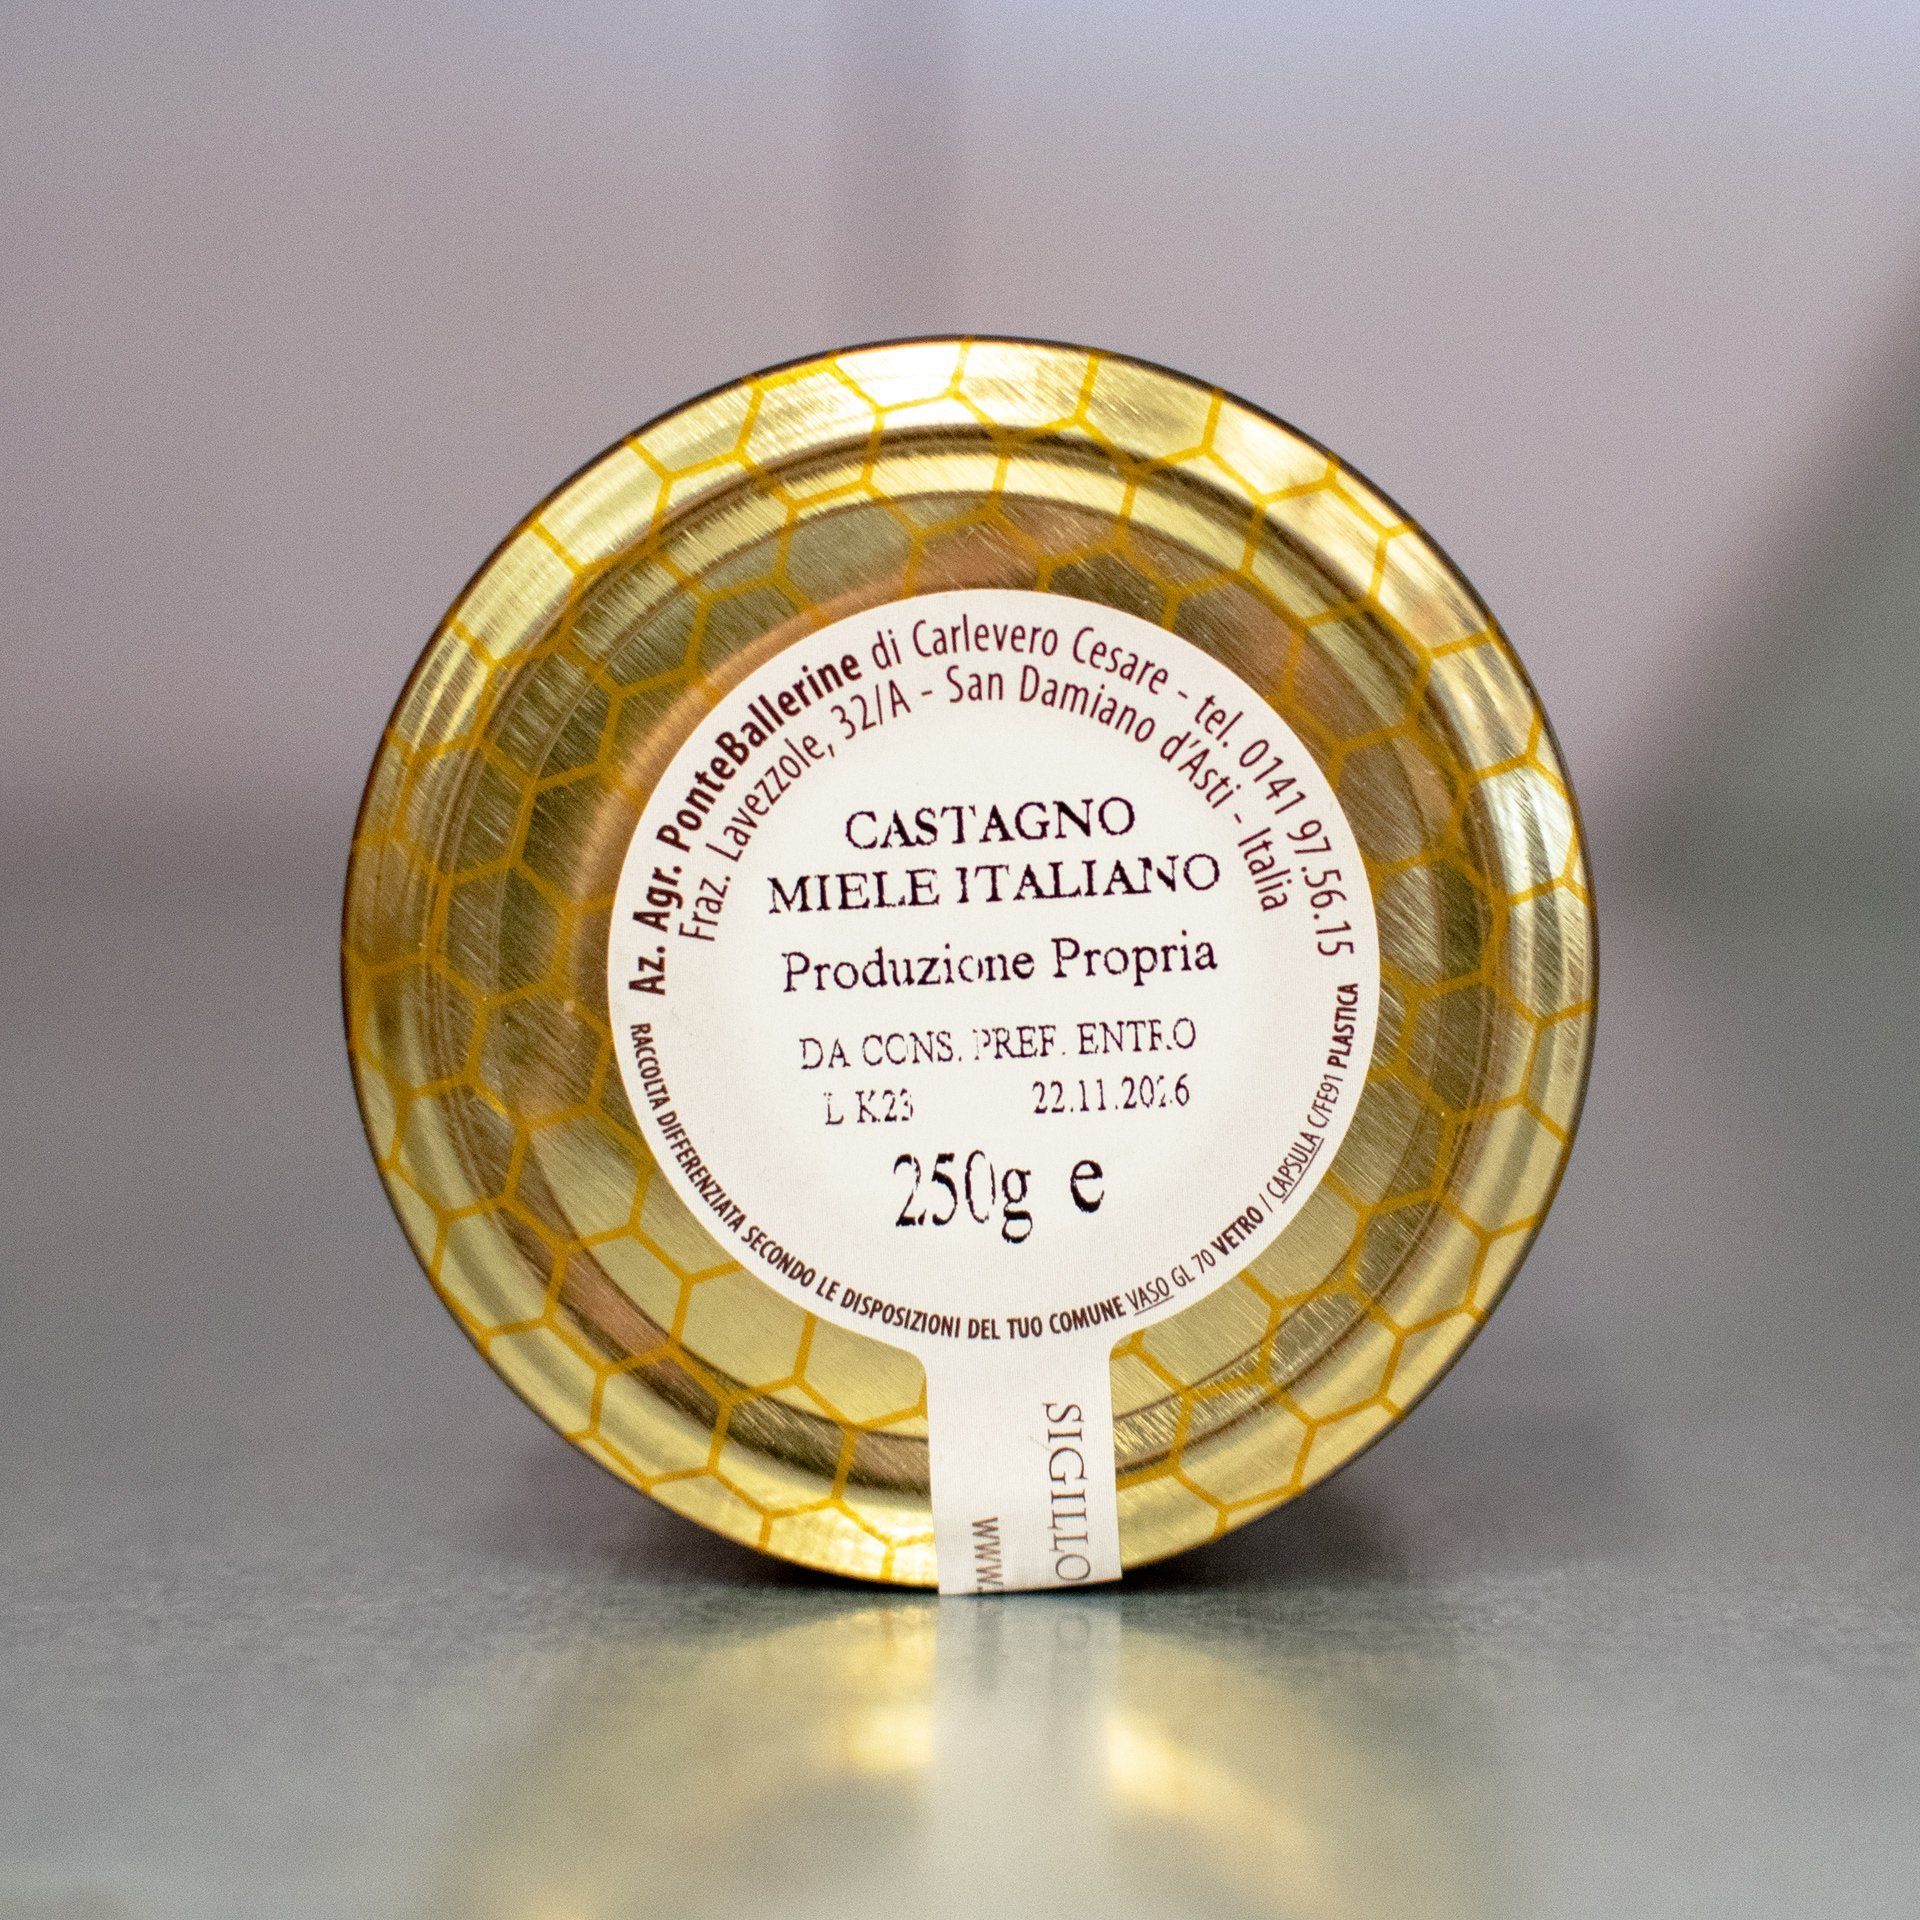 Az. Agr. PonteBallerine di Carlevero Cesare - tel. 0141 97.56.15
Fraz. Lavezzole, 32/A - San Damiano d'Asti - Italia
CASTAGNO
MIELE ITALIANO
Produzione Propria
DA CONS. PREF. ENTRO
L K23 22.11.2026
250g e
RACCOLTA DIFFERENZIATA SECONDO LE DISPOSIZIONI DEL TUO COMUNE VASO GL 70 VETRO / CAPSULA C/FE91 PLASTICA
SIGILLO
www.